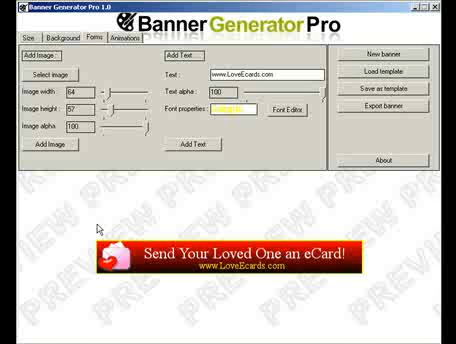 Banner Generator Pro 1.0
Banner Generator Pro
Size Background Forms Animations
Add Image :
Select image
Image width : 64
Image height : 57
Image alpha : 100
Add Image
Add Text
Text : www.LoveEcards.com
Text alpha : 100
Font properties :
Font Editor
Add Text
New banner
Load template
Save as template
Export banner
About
PREVIEW PREVIEW PREVIEW
Send Your Loved One an eCard!
www.LoveEcards.com